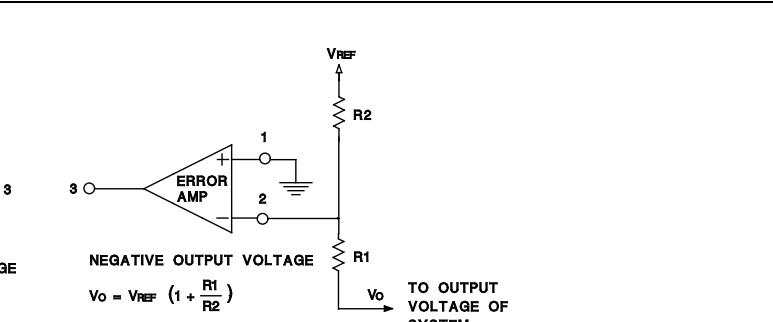 VREF
R2
1
+
3
3
ERROR
AMP
2
−
GE
NEGATIVE OUTPUT VOLTAGE
R1
VO = VREF (1 + R1/R2)
VO
TO OUTPUT
VOLTAGE OF
SYSTEM